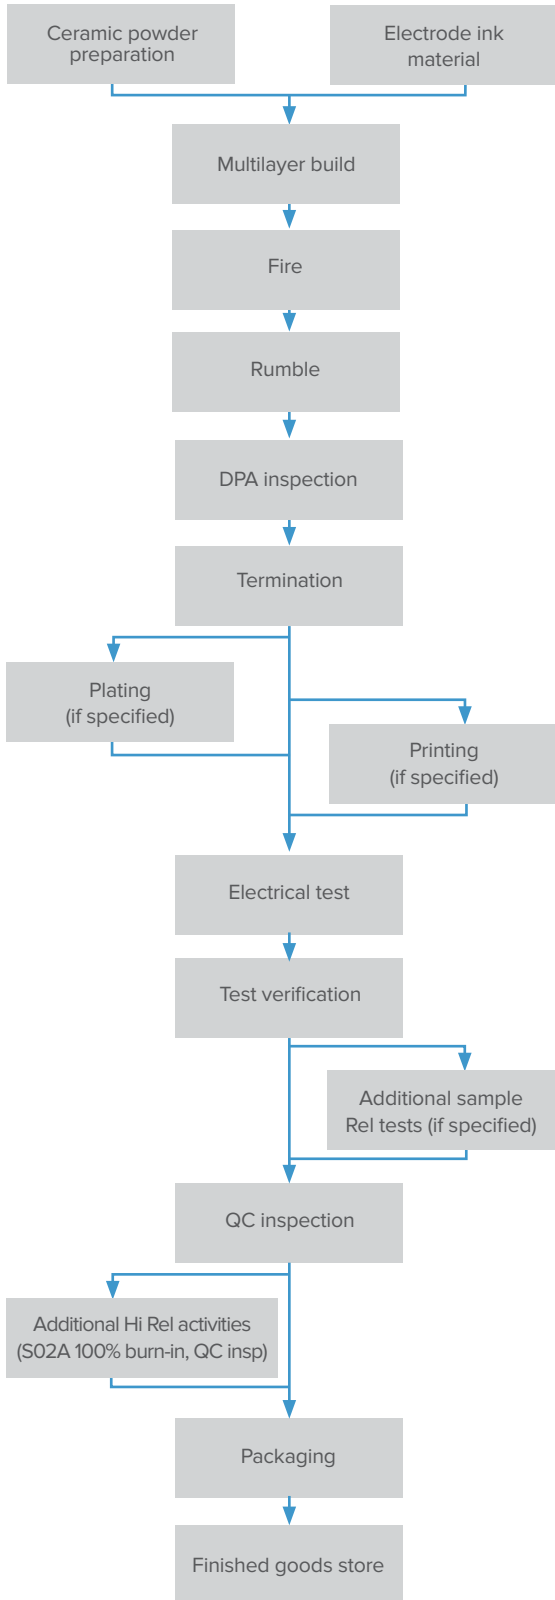 Ceramic powder
preparation
Electrode ink
material
Multilayer build
Fire
Rumble
DPA inspection
Termination
Plating
(if specified)
Printing
(if specified)
Electrical test
Test verification
Additional sample
Rel tests (if specified)
QC inspection
Additional Hi Rel activities
(S02A 100% burn-in, QC insp)
Packaging
Finished goods store